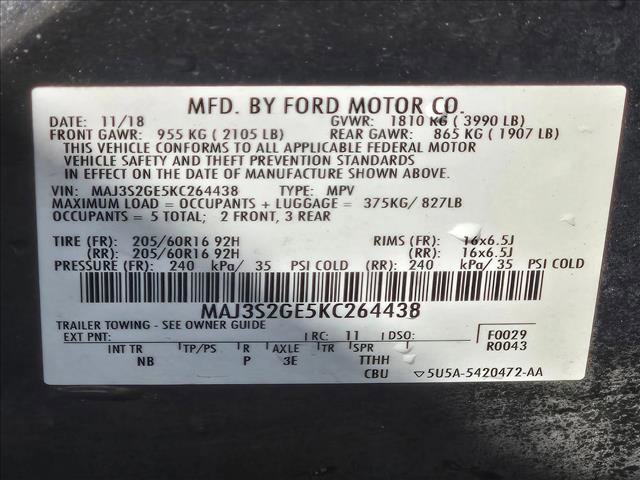 MFD. BY FORD MOTOR CO.
DATE: 11/18 GVWR: 1810 KG ( 3990 LB)
FRONT GAWR: 955 KG ( 2105 LB) REAR GAWR: 865 KG ( 1907 LB)
THIS VEHICLE CONFORMS TO ALL APPLICABLE FEDERAL MOTOR
VEHICLE SAFETY AND THEFT PREVENTION STANDARDS
IN EFFECT ON THE DATE OF MANUFACTURE SHOWN ABOVE.
VIN: MAJ3S2GE5KC264438 TYPE: MPV
MAXIMUM LOAD = OCCUPANTS + LUGGAGE = 375KG/ 827LB
OCCUPANTS = 5 TOTAL; 2 FRONT, 3 REAR
TIRE (FR): 205/60R16 92H RIMS (FR): 16x6.5J
(RR): 205/60R16 92H (RR): 16x6.5J
PRESSURE (FR): 240 kPa/ 35 PSI COLD (RR): 240 kPa/ 35 PSI COLD
MAJ3S2GE5KC264438
TRAILER TOWING - SEE OWNER GUIDE
EXT PNT: RC: 11 DSO: F0029
INT TR TP/PS R AXLE TR SPR R0043
NB P 3E TTHH
CBU ▽5U5A-5420472-AA